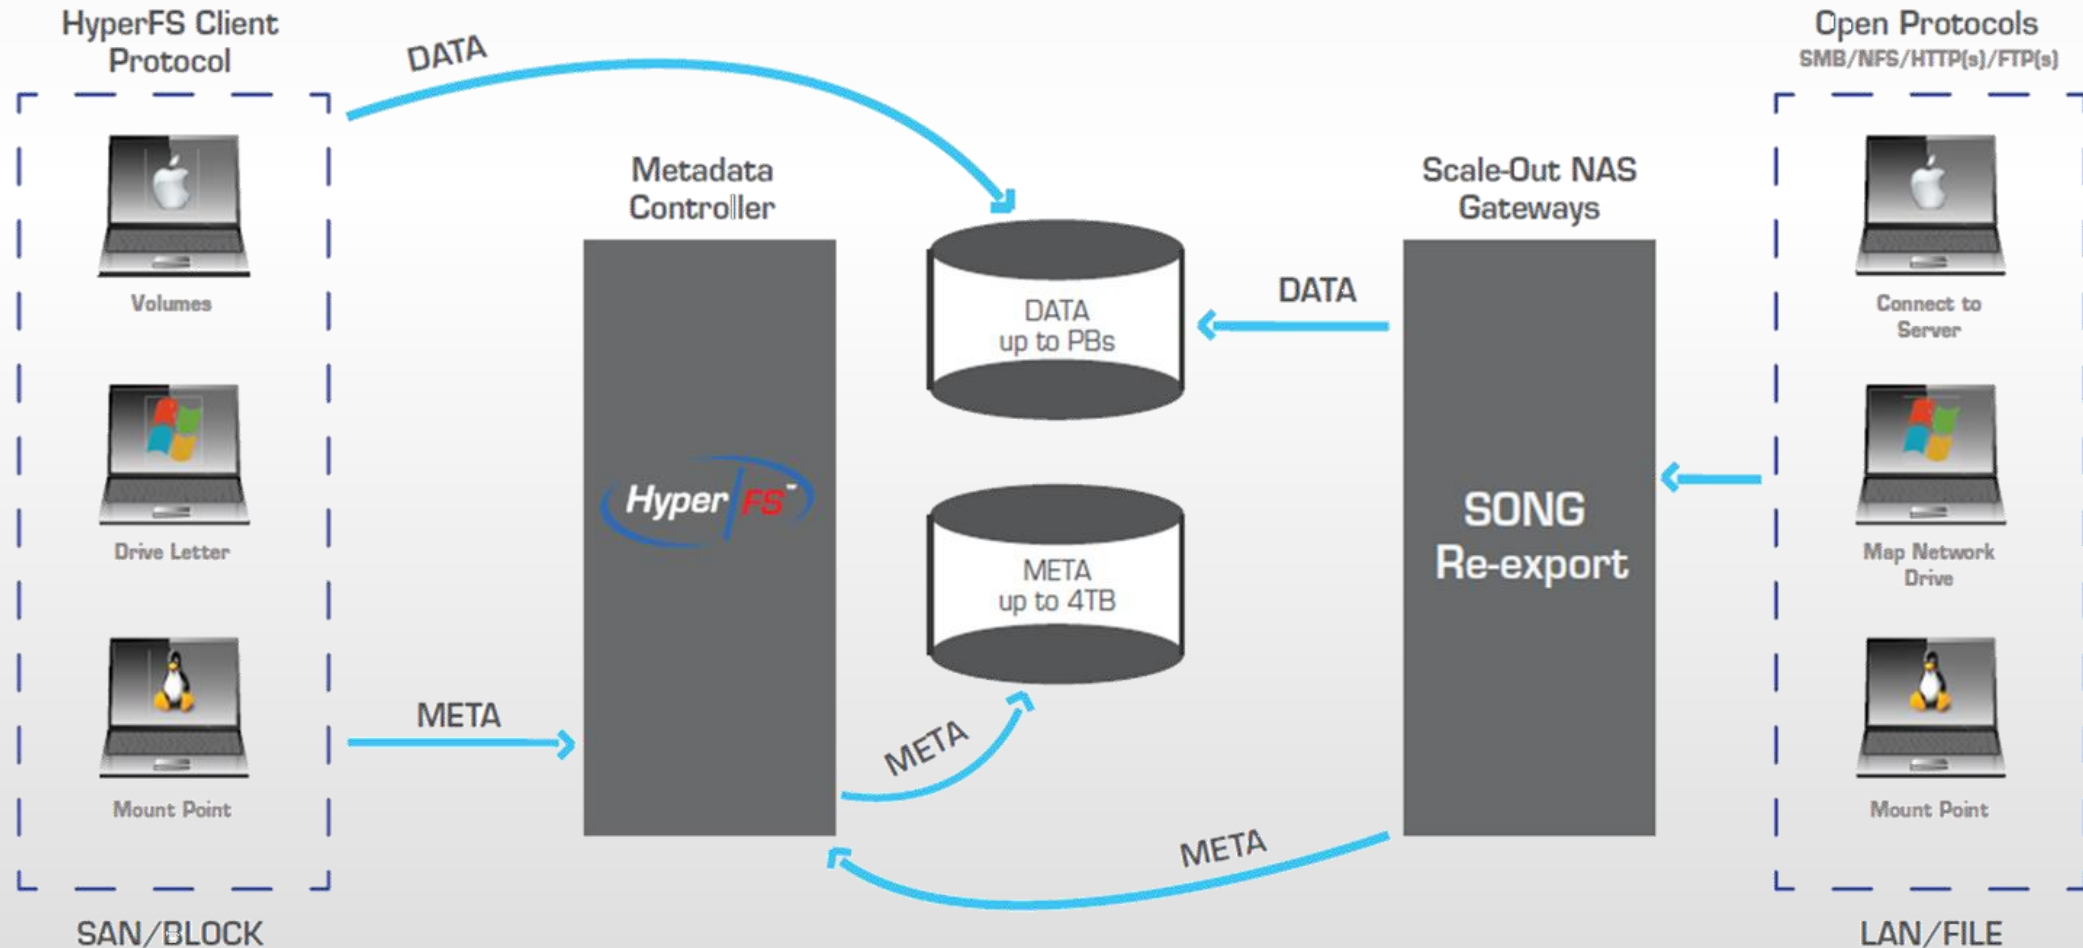 HyperFS Client
Protocol
DATA
Open Protocols
SMB/NFS/HTTP(s)/FTP(s)
Volumes
Drive Letter
Mount Point
SAN/BLOCK
META
Metadata
Controller
Hyper FS™
DATA
up to PBs
META
up to 4TB
META
DATA
META
Scale-Out NAS
Gateways
SONG
Re-export
Connect to
Server
Map Network
Drive
Mount Point
LAN/FILE